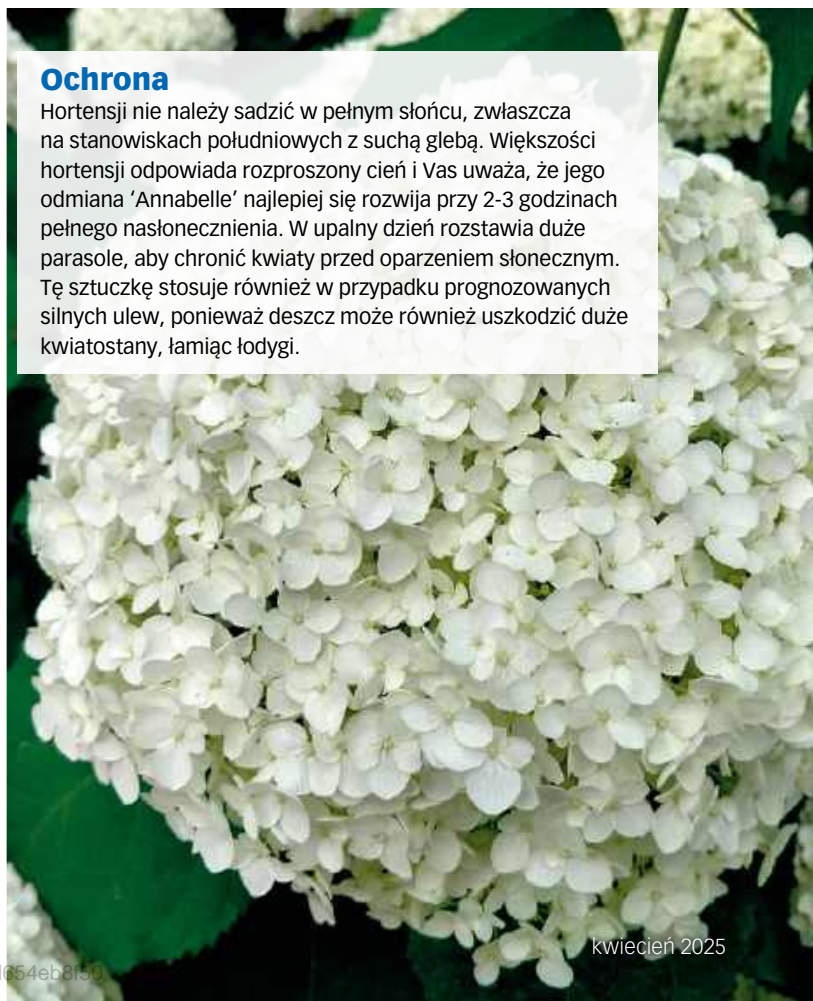 Ochrona
Hortensji nie należy sadzić w pełnym słońcu, zwłaszcza
na stanowiskach południowych z suchą glebą. Większości
hortensji odpowiada rozproszony cień i Vas uważa, że jego
odmiana ‘Annabelle’ najlepiej się rozwija przy 2-3 godzinach
pełnego nasłonecznienia. W upalny dzień rozstawia duże
parasole, aby chronić kwiaty przed oparzeniem słonecznym.
Tę sztuczkę stosuje również w przypadku prognozowanych
silnych ulew, ponieważ deszcz może również uszkodzić duże
kwiatostany, łamiąc łodygi.
kwiecień 2025